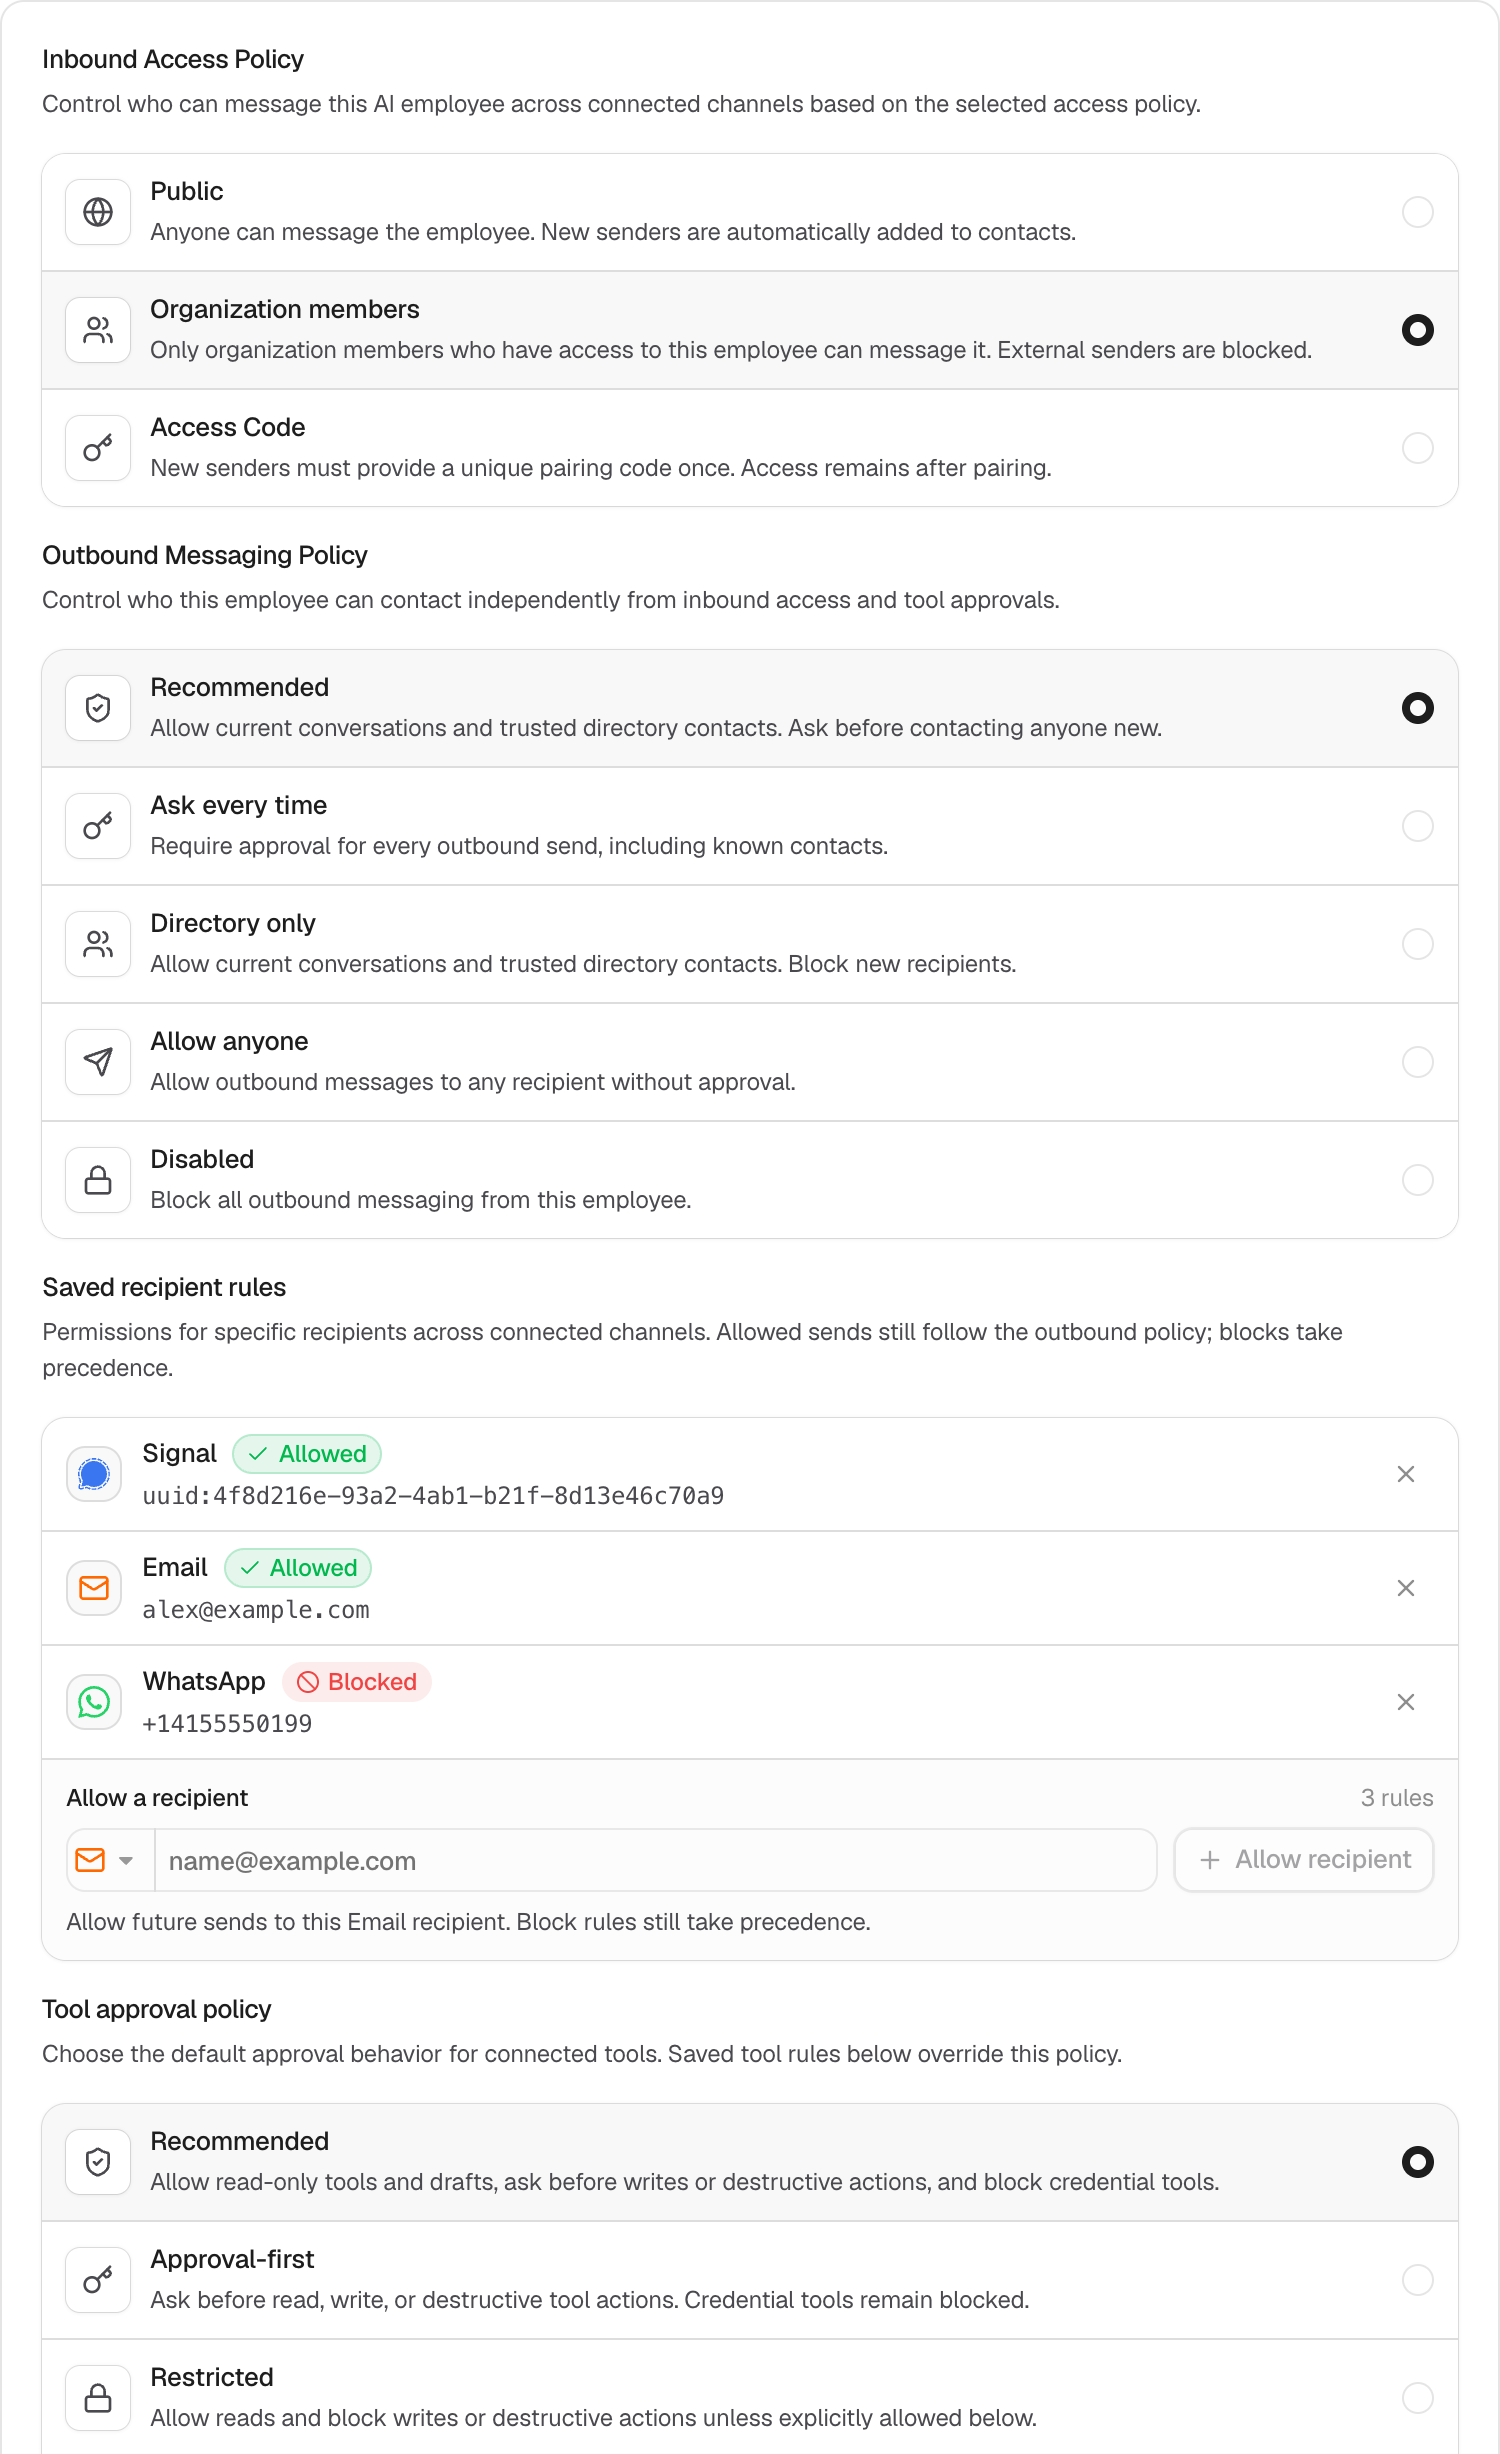 Inbound Access Policy
Control who can message this AI employee across connected channels based on the selected access policy.
Public
Anyone can message the employee. New senders are automatically added to contacts.
Organization members
Only organization members who have access to this employee can message it. External senders are blocked.
Access Code
New senders must provide a unique pairing code once. Access remains after pairing.
Outbound Messaging Policy
Control who this employee can contact independently from inbound access and tool approvals.
Recommended
Allow current conversations and trusted directory contacts. Ask before contacting anyone new.
Ask every time
Require approval for every outbound send, including known contacts.
Directory only
Allow current conversations and trusted directory contacts. Block new recipients.
Allow anyone
Allow outbound messages to any recipient without approval.
Disabled
Block all outbound messaging from this employee.
Saved recipient rules
Permissions for specific recipients across connected channels. Allowed sends still follow the outbound policy; blocks take
precedence.
Signal Allowed
uuid:4f8d216e-93a2-4ab1-b21f-8d13e46c70a9
Email Allowed
alex@example.com
WhatsApp Blocked
+14155550199
Allow a recipient 3 rules
name@example.com Allow recipient
Allow future sends to this Email recipient. Block rules still take precedence.
Tool approval policy
Choose the default approval behavior for connected tools. Saved tool rules below override this policy.
Recommended
Allow read-only tools and drafts, ask before writes or destructive actions, and block credential tools.
Approval-first
Ask before read, write, or destructive tool actions. Credential tools remain blocked.
Restricted
Allow reads and block writes or destructive actions unless explicitly allowed below.